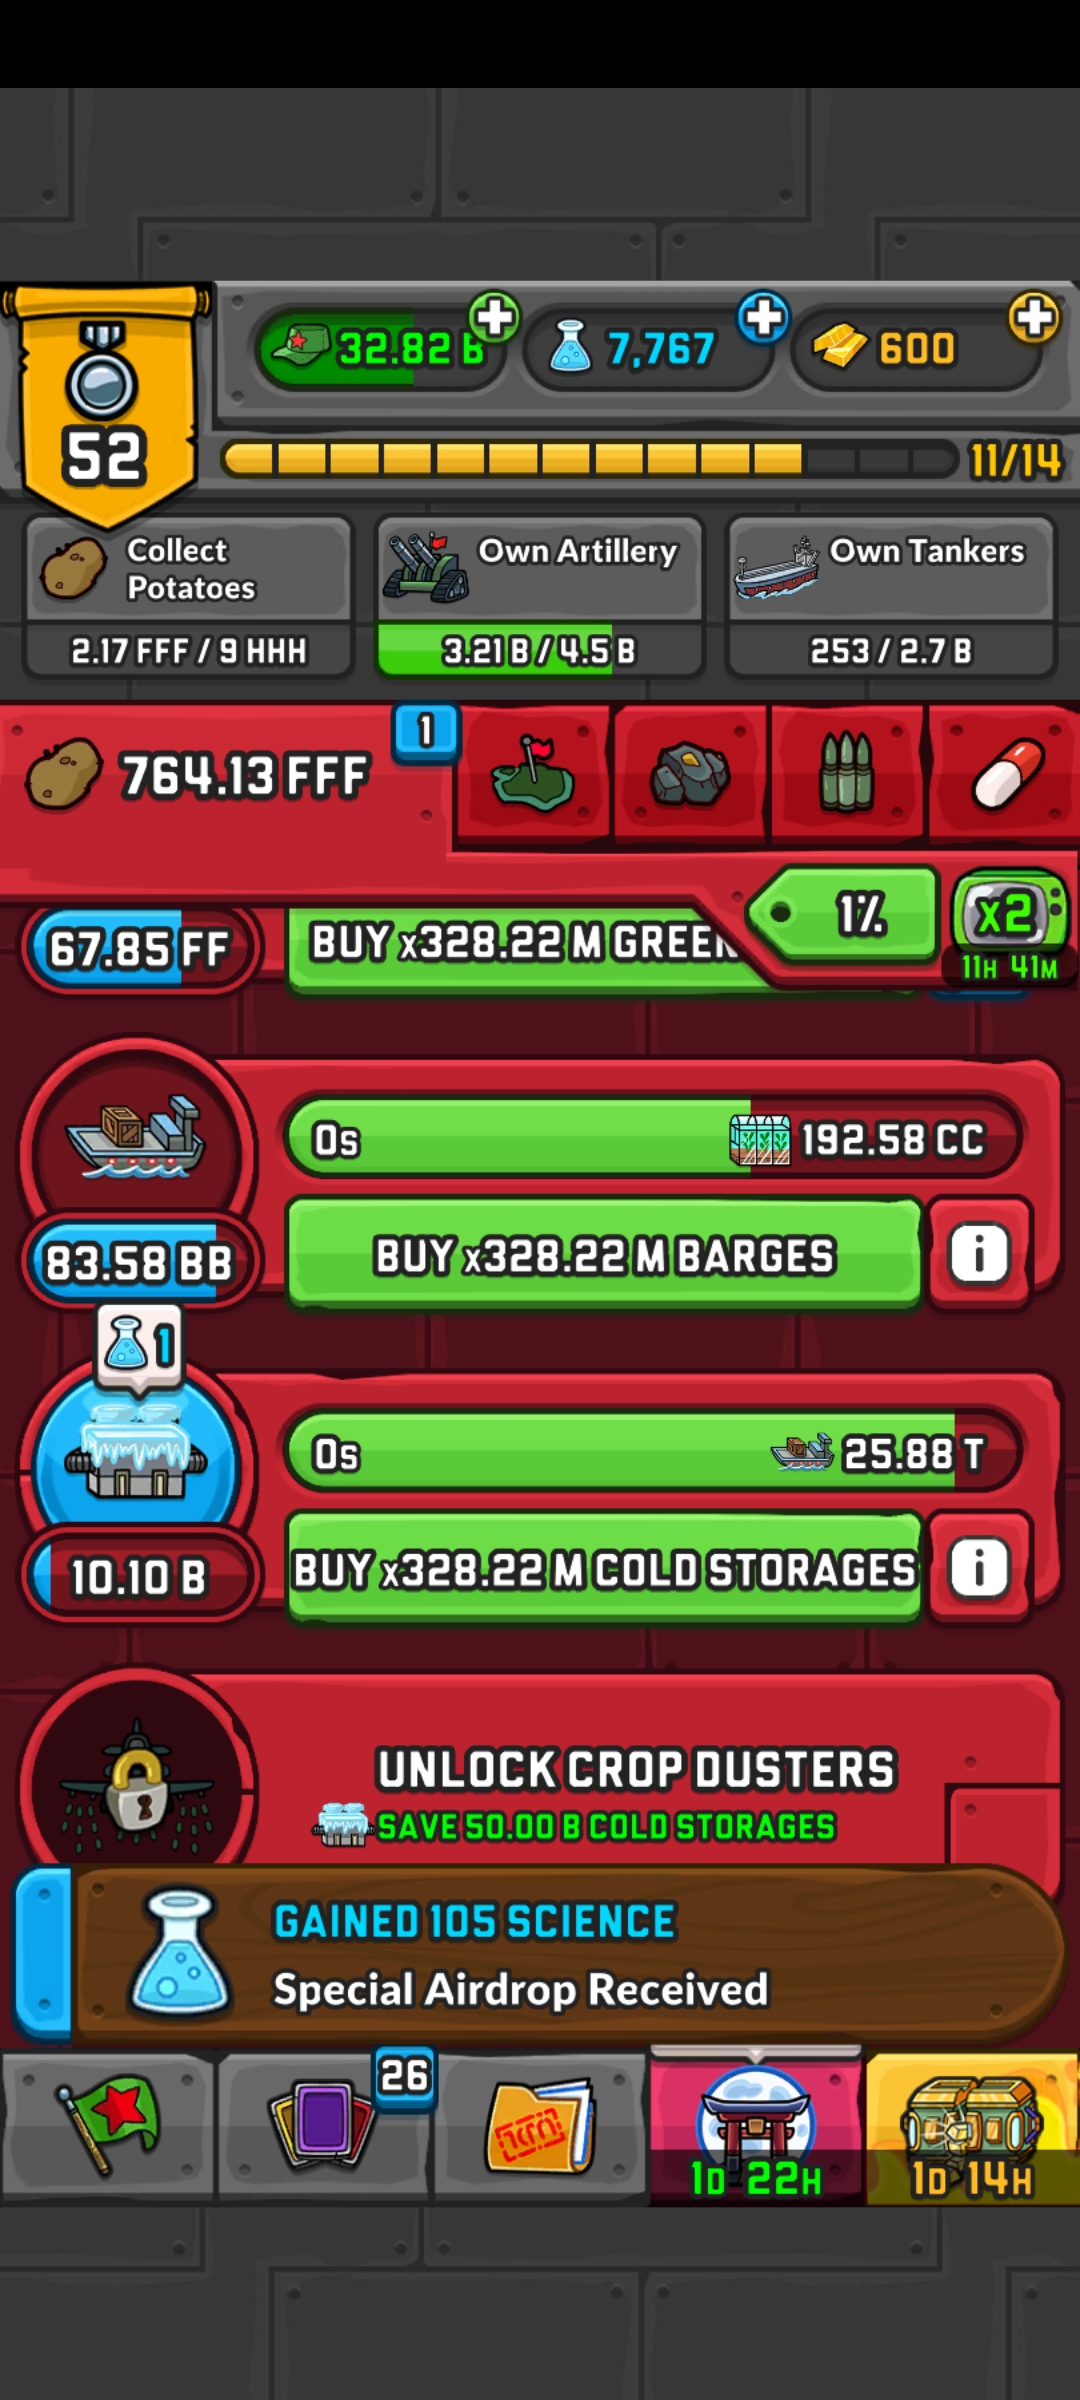 32.82 B
7,767
600
52
11/14
Collect
Potatoes
Own Artillery
Own Tankers
2.17 FFF / 9 HHH
3.21 B / 4.5 B
253 / 2.7 B
764.13 FFF
1
1%
x2
11H 41M
67.85 FF
BUY x328.22 M GREEN
0s
192.58 CC
83.58 BB
BUY x328.22 M BARGES
i
1
0s
25.88 T
10.10 B
BUY x328.22 M COLD STORAGES
i
UNLOCK CROP DUSTERS
SAVE 50.00 B COLD STORAGES
GAINED 105 SCIENCE
Special Airdrop Received
26
1D 22H
1D 14H